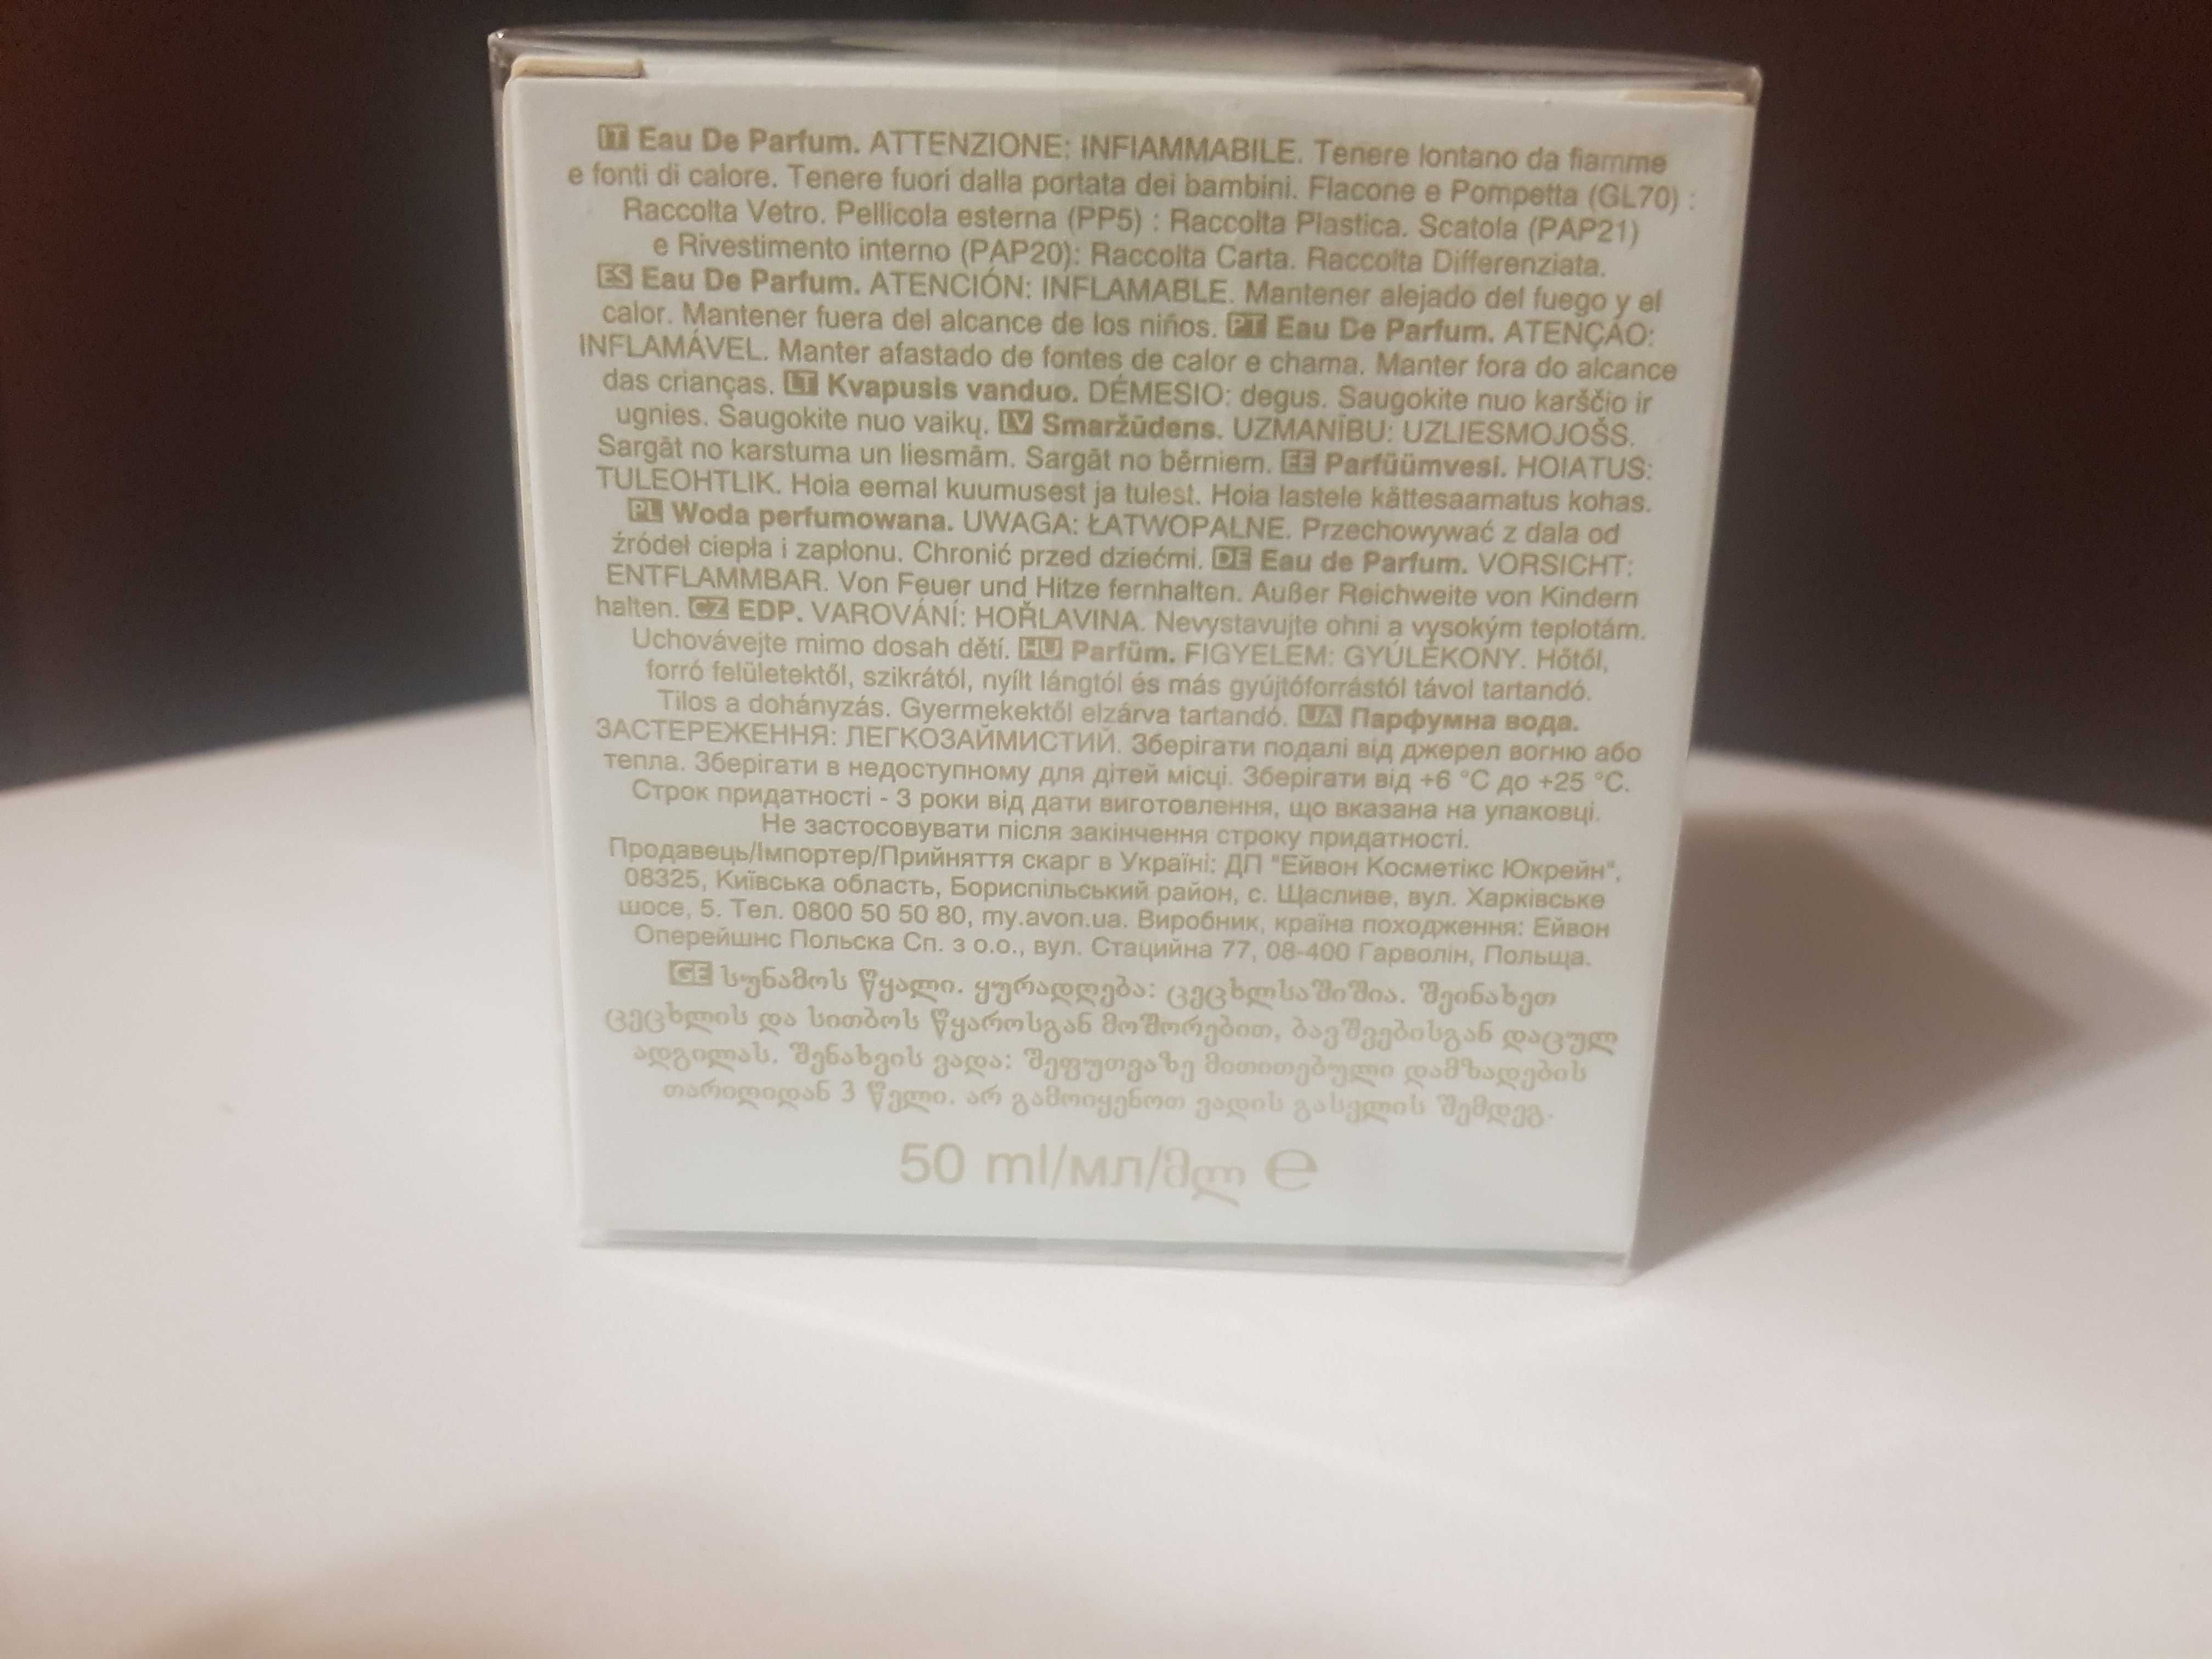 IT Eau De Parfum. ATTENZIONE: INFIAMMABILE. Tenere lontano da fiamme
e fonti di calore. Tenere fuori dalla portata dei bambini. Flacone e Pompetta (GL70) :
Raccolta Vetro. Pellicola esterna (PP5) : Raccolta Plastica. Scatola (PAP21)
e Rivestimento interno (PAP20): Raccolta Carta. Raccolta Differenziata.
ES Eau De Parfum. ATENCIÓN: INFLAMABLE. Mantener alejado del fuego y el
calor. Mantener fuera del alcance de los niños. PT Eau De Parfum. ATENÇÃO:
INFLAMÁVEL. Manter afastado de fontes de calor e chama. Manter fora do alcance
das crianças. LT Kvapusis vanduo. DĖMESIO: degus. Saugokite nuo karščio ir
ugnies. Saugokite nuo vaikų. LV Smaržūdens. UZMANĪBU: UZLIESMOJOŠS.
Sargāt no karstuma un liesmām. Sargāt no bērniem. EE Parfüümvesi. HOIATUS:
TULEOHTLIK. Hoia eemal kuumusest ja tulest. Hoia lastele kättesaamatus kohas.
PL Woda perfumowana. UWAGA: ŁATWOPALNE. Przechowywać z dala od
źródeł ciepła i zapłonu. Chronić przed dziećmi. DE Eau de Parfum. VORSICHT:
ENTFLAMMBAR. Von Feuer und Hitze fernhalten. Außer Reichweite von Kindern
halten. CZ EDP. VAROVÁNÍ: HOŘLAVINA. Nevystavujte ohni a vysokým teplotám.
Uchovávejte mimo dosah dětí. HU Parfüm. FIGYELEM: GYÚLÉKONY. Hőtől,
forró felületektől, szikrától, nyílt lángtól és más gyújtóforrástól távol tartandó.
Tilos a dohányzás. Gyermekektől elzárva tartandó. UA Парфумна вода.
ЗАСТЕРЕЖЕННЯ: ЛЕГКОЗАЙМИСТИЙ. Зберігати подалі від джерел вогню або
тепла. Зберігати в недоступному для дітей місці. Зберігати від +6 °C до +25 °C.
Строк придатності - 3 роки від дати виготовлення, що вказана на упаковці.
Не застосовувати після закінчення строку придатності.
Продавець/Імпортер/Прийняття скарг в Україні: ДП "Ейвон Косметікс Юкрейн",
08325, Київська область, Бориспільський район, с. Щасливе, вул. Харківське
шосе, 5. Тел. 0800 50 50 80, my.avon.ua. Виробник, країна походження: Ейвон
Оперейшнс Польска Сп. з о.о., вул. Стацийна 77, 08-400 Гарволін, Польща.
GE სუნამოს წყალი. ყურადღება: ცეცხლსაშიშია. შეინახეთ
ცეცხლის და სითბოს წყაროსგან მოშორებით, ბავშვებისგან დაცულ
ადგილას. შენახვის ვადა: შეფუთვაზე მითითებული დამზადების
თარიღიდან 3 წელი. არ გამოიყენოთ ვადის გასვლის შემდეგ.
50 ml/мл/მლ ℮